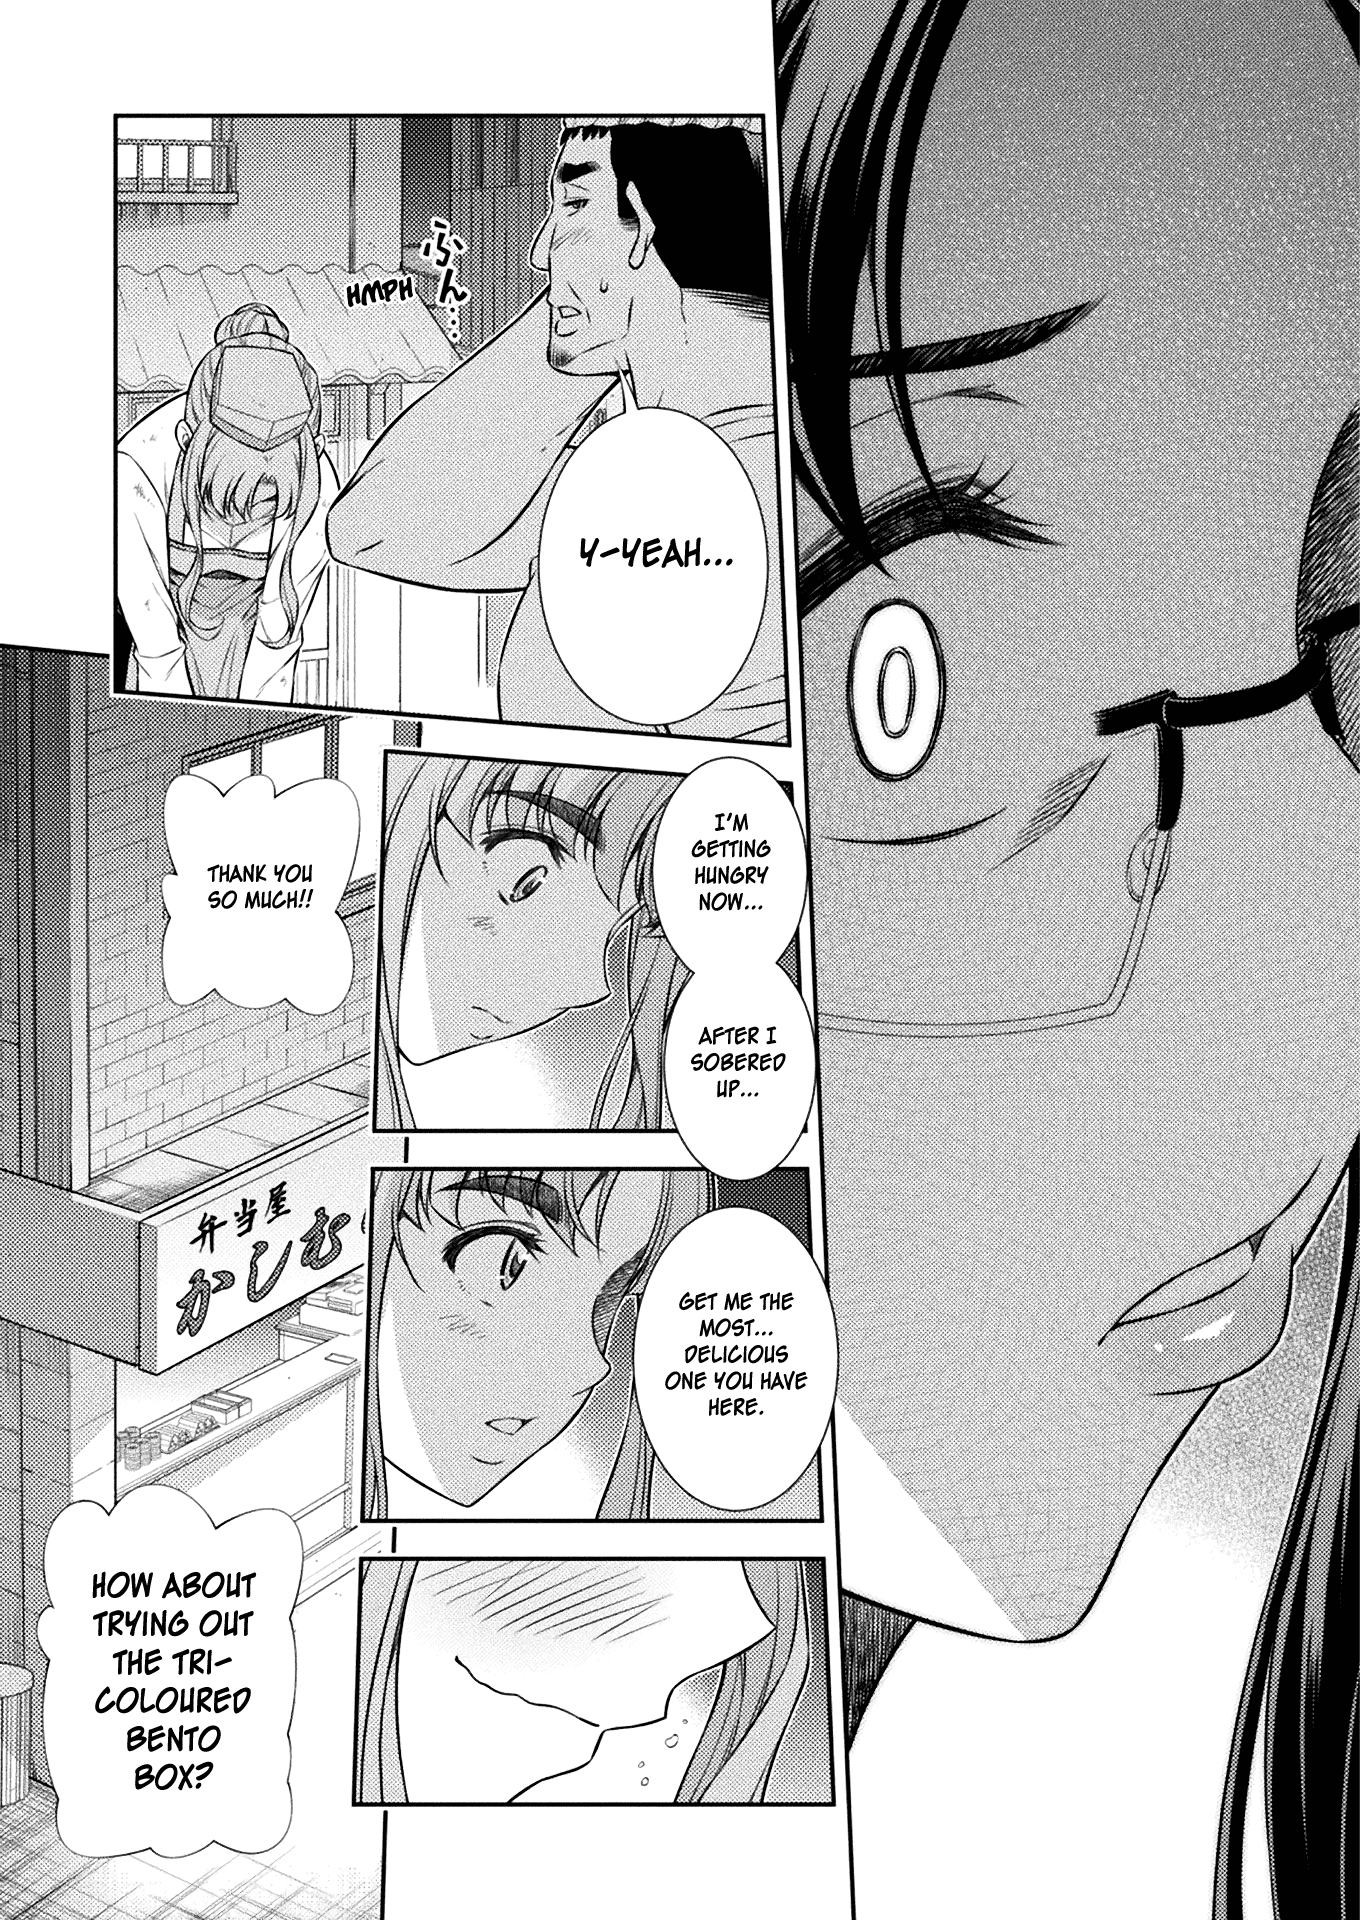 ふん・・・
HMPH
Y-YEAH...
I'M
GETTING
HUNGRY
NOW...
AFTER I
SOBERED
UP...
THANK YOU
SO MUCH!!
GET ME THE
MOST...
DELICIOUS
ONE YOU HAVE
HERE.
弁当屋
かしむ
HOW ABOUT
TRYING OUT
THE TRI-
COLOURED
BENTO
BOX?